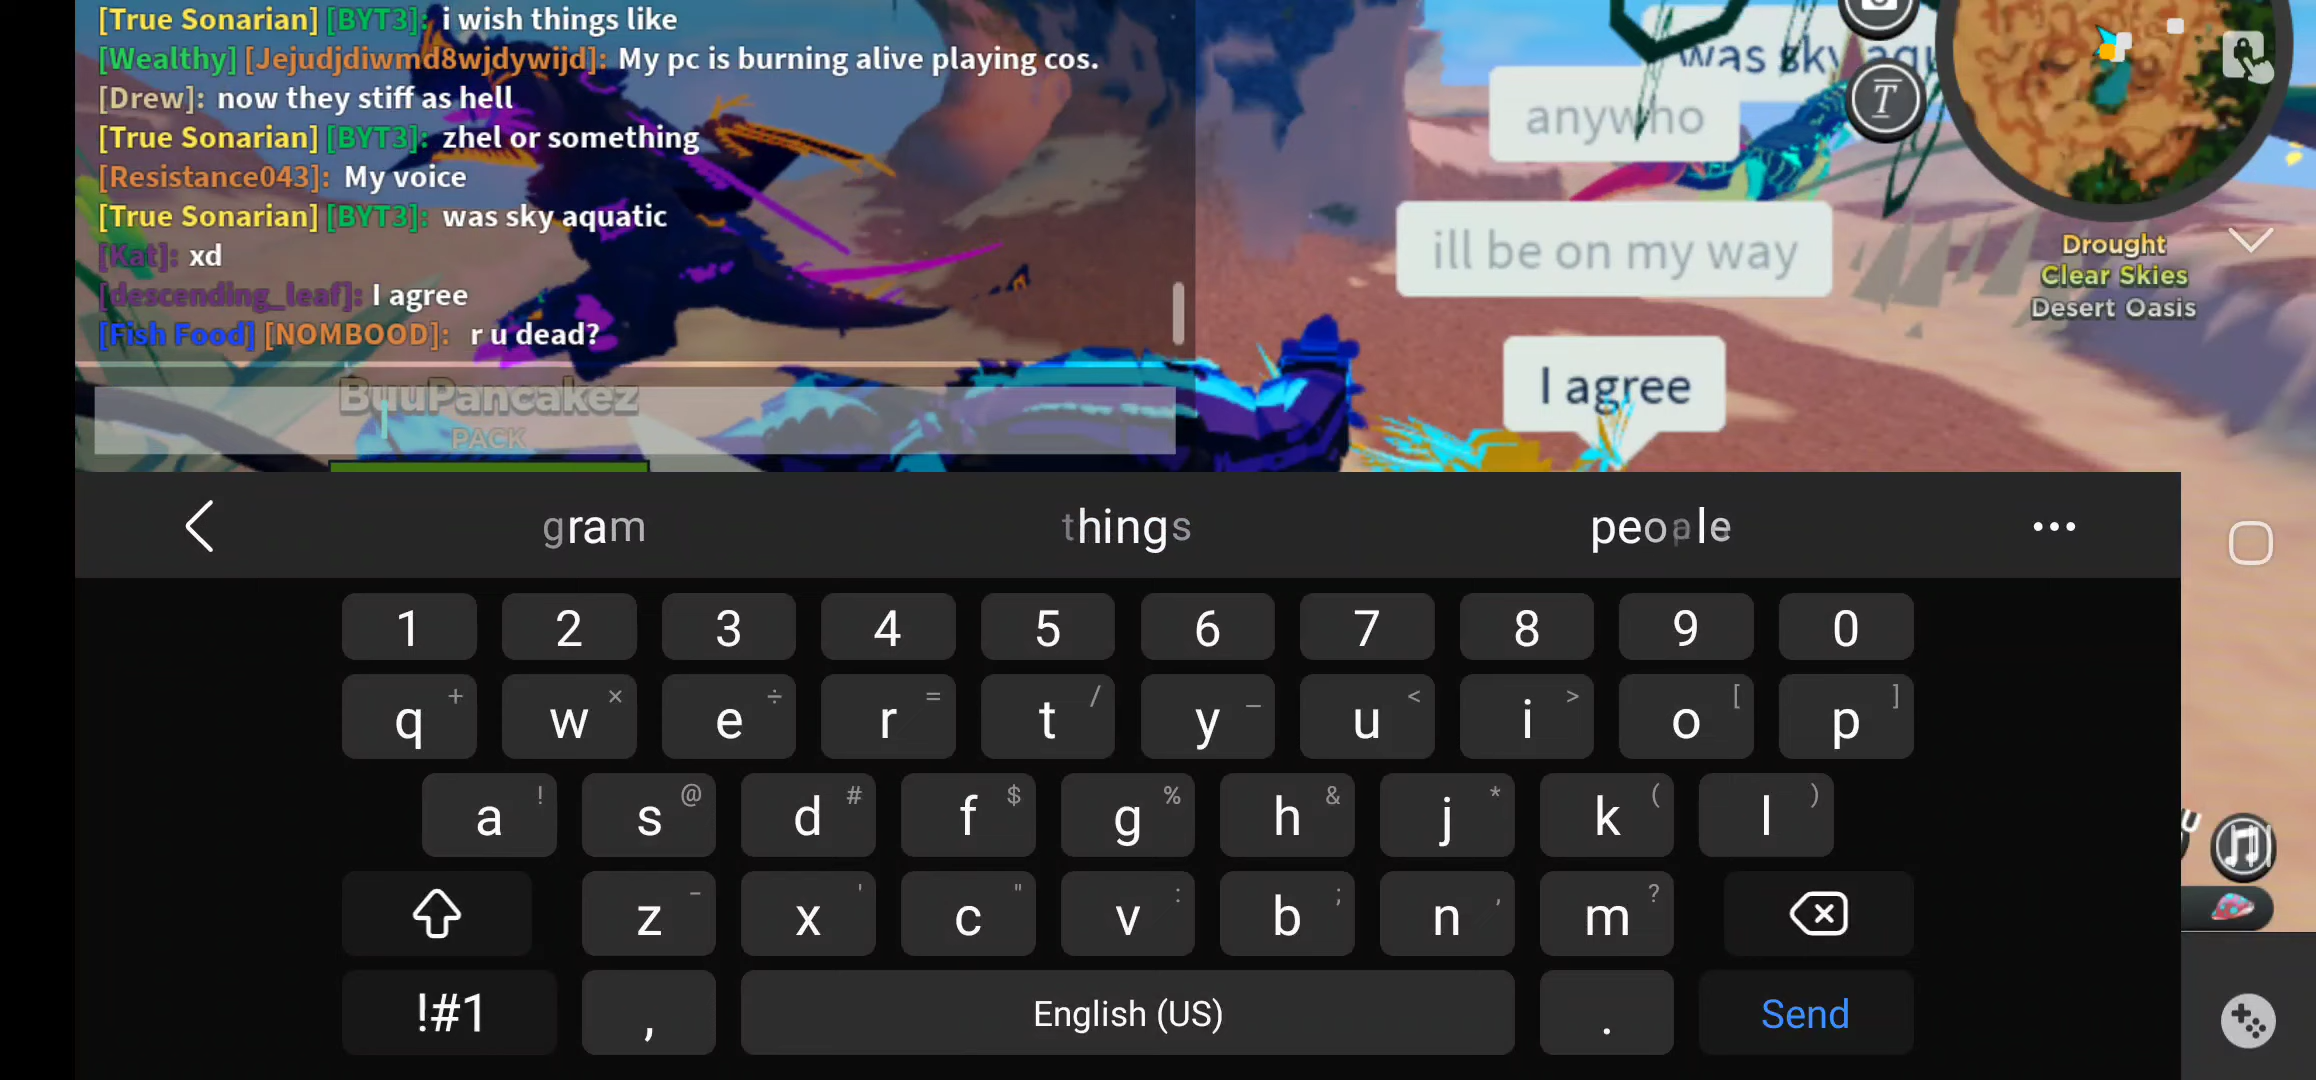 [True Sonarian] [BYT3]: i wish things like
[Wealthy] [Jejudjdiwmd8wjdywijd]: My pc is burning alive playing cos.
[Drew]: now they stiff as hell
[True Sonarian] [BYT3]: zhel or something
[Resistance043]: My voice
[True Sonarian] [BYT3]: was sky aquatic
[Kat]: xd
[descending_leaf]: I agree
[Fish Food] [NOMBOOD]: r u dead?
BuuPancakez
PACK
was sky aqu
anywho
ill be on my way
I agree
T
Drought
Clear Skies
Desert Oasis
gram things people ...
1 2 3 4 5 6 7 8 9 0
+ × ÷ = / _ < > [ ]
q w e r t y u i o p
! @ # $ % & * ( )
a s d f g h j k l
- ' " : ; , ?
z x c v b n m
!#1 , English (US) . Send
U